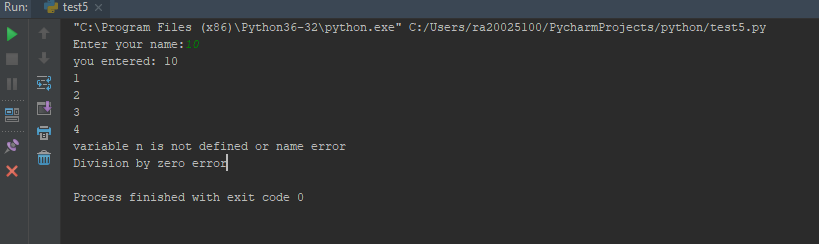 Run: test5
"C:\Program Files (x86)\Python36-32\python.exe" C:/Users/ra20025100/PycharmProjects/python/test5.py
Enter your name:10
you entered: 10
1
2
3
4
variable n is not defined or name error
Division by zero error
Process finished with exit code 0